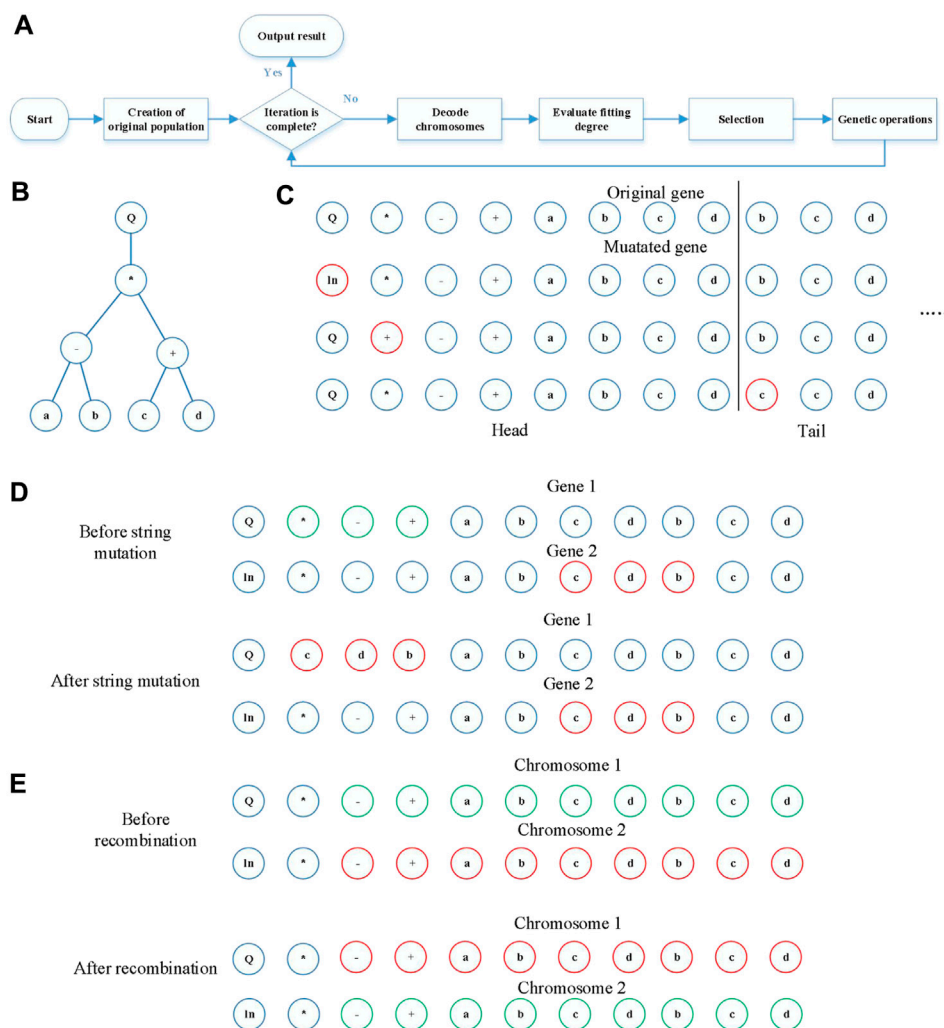 A
Output result
Yes
No
Start
Creation of
original population
Iteration is
complete?
Decode
chromosomes
Evaluate fitting
degree
Selection
Genetic operations
B
Q
*
- +
a b c d
C
Original gene
Q * - + a b c d b c d
Muatated gene
ln * - + a b c d b c d
....
Q + - + a b c d b c d
Q * - + a b c d c c d
Head Tail
D
Before string
mutation
Gene 1
Q * - + a b c d b c d
Gene 2
ln * - + a b c d b c d
After string mutation
Gene 1
Q c d b a b c d b c d
Gene 2
ln * - + a b c d b c d
E
Before
recombination
Chromosome 1
Q * - + a b c d b c d
Chromosome 2
ln * - + a b c d b c d
After recombination
Chromosome 1
Q * - + a b c d b c d
Chromosome 2
ln * - + a b c d b c d